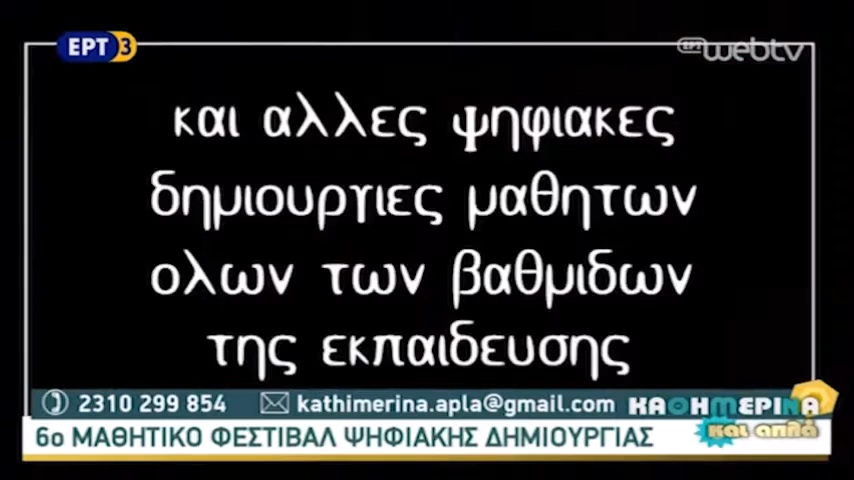 ΕΡΤ3
ΕΡΤ webtv
και αλλες ψηφιακες
δημιουργιες μαθητων
ολων των βαθμιδων
της εκπαιδευσης
2310 299 854 kathimerina.apla@gmail.com
ΚΑΘΗΜΕΡΙΝΑ
και απλά
6ο ΜΑΘΗΤΙΚΟ ΦΕΣΤΙΒΑΛ ΨΗΦΙΑΚΗΣ ΔΗΜΙΟΥΡΓΙΑΣ